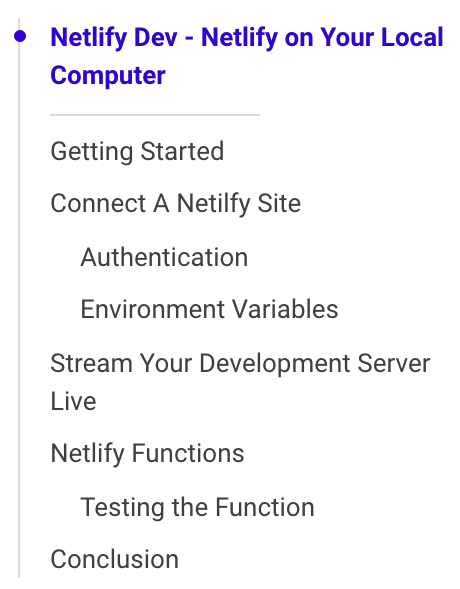 Netlify Dev - Netlify on Your Local
Computer
Getting Started
Connect A Netilfy Site
Authentication
Environment Variables
Stream Your Development Server
Live
Netlify Functions
Testing the Function
Conclusion